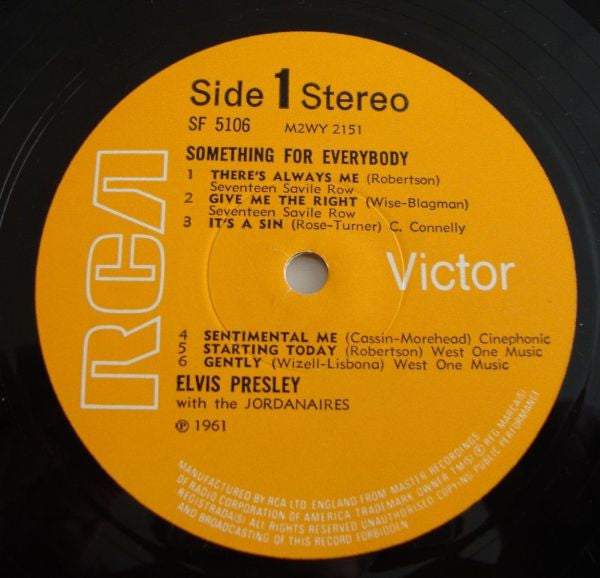 Side 1 Stereo
SF 5106 M2WY 2151
SOMETHING FOR EVERYBODY
1 THERE'S ALWAYS ME (Robertson)
Seventeen Savile Row
2 GIVE ME THE RIGHT (Wise-Blagman)
Seventeen Savile Row
3 IT'S A SIN (Rose-Turner) C. Connelly
RCA
Victor
4 SENTIMENTAL ME (Cassin-Morehead) Cinephonic
5 STARTING TODAY (Robertson) West One Music
6 GENTLY (Wizell-Lisbona) West One Music
ELVIS PRESLEY
with the JORDANAIRES
℗ 1961
MANUFACTURED BY RCA LTD. ENGLAND FROM MASTER RECORDINGS
OF RADIO CORPORATION OF AMERICA TRADEMARK OWNER TM(S) ® REG MARCA(S)
REGISTRADA(S) ALL RIGHTS RESERVED UNAUTHORISED COPYING PUBLIC PERFORMANCE
AND BROADCASTING OF THIS RECORD FORBIDDEN